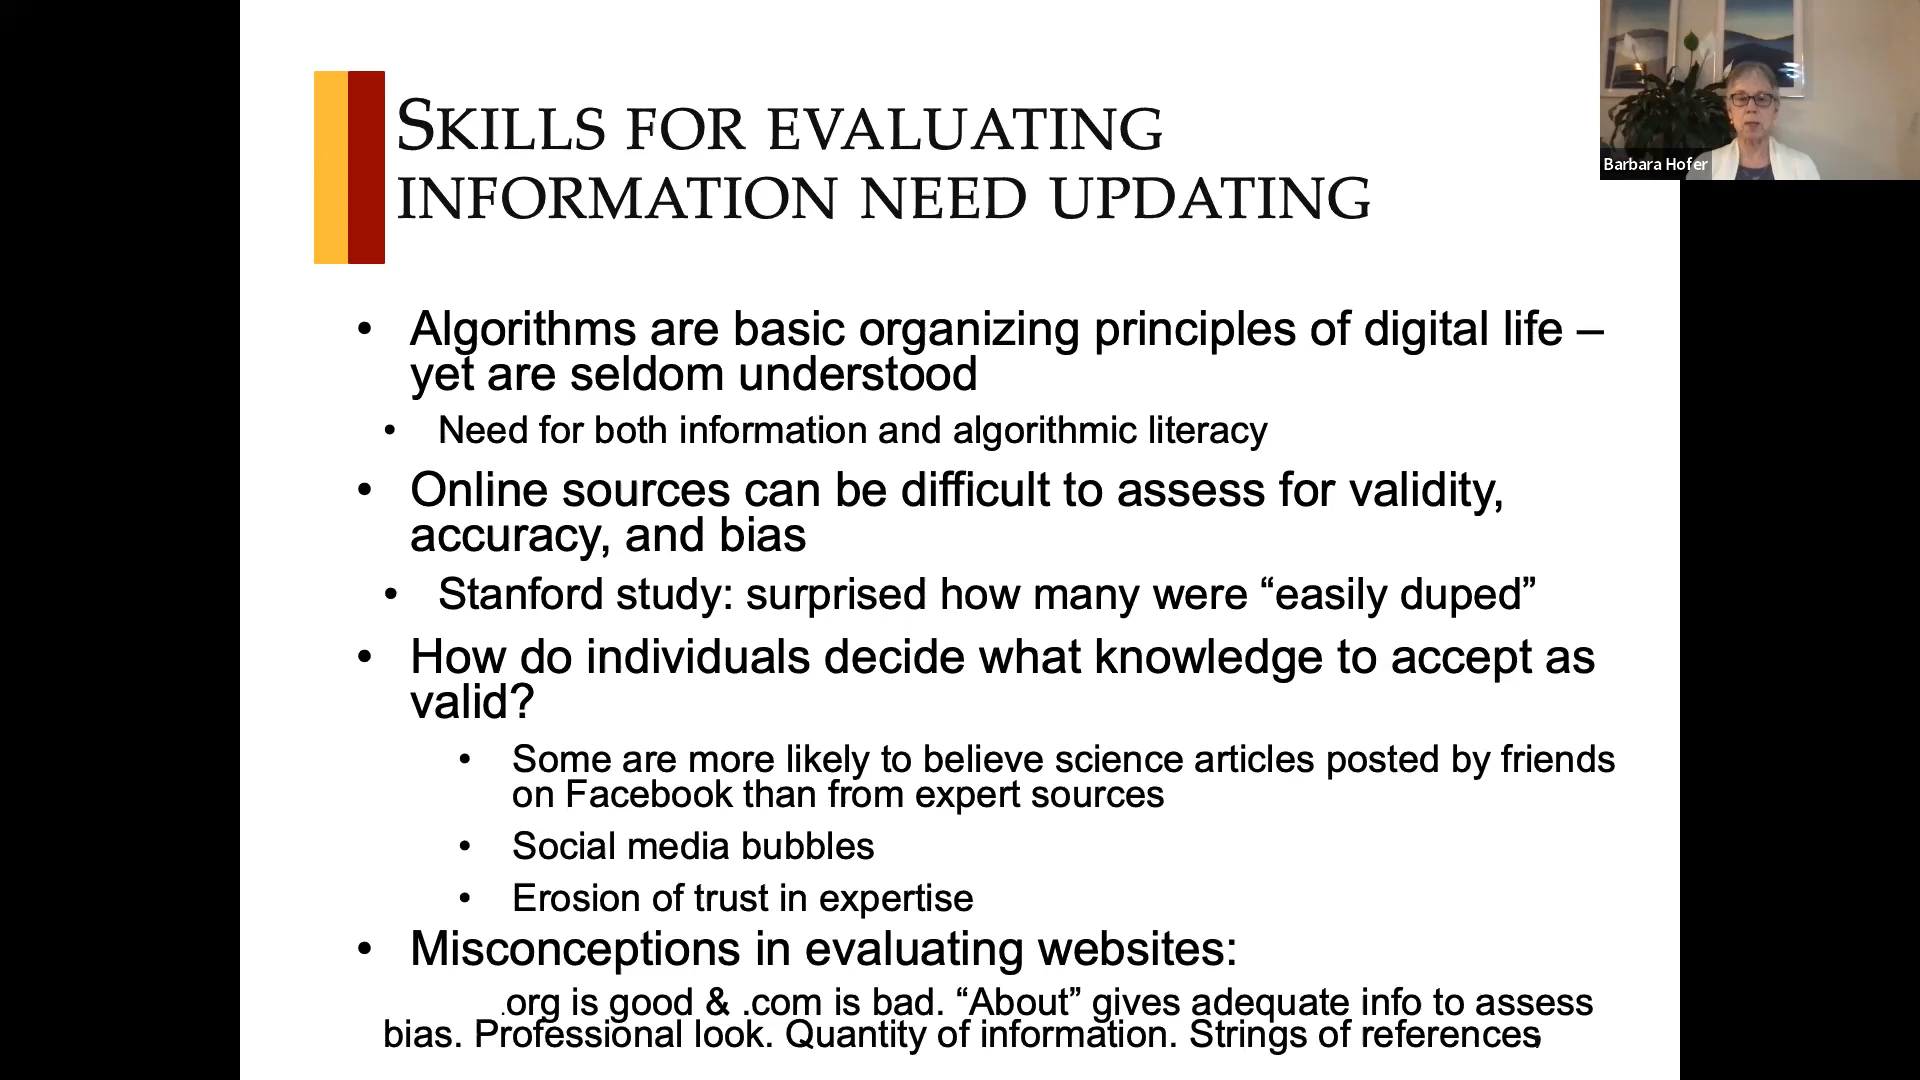 SKILLS FOR EVALUATING
INFORMATION NEED UPDATING
Barbara Hofer
• Algorithms are basic organizing principles of digital life –
yet are seldom understood
• Need for both information and algorithmic literacy
• Online sources can be difficult to assess for validity,
accuracy, and bias
• Stanford study: surprised how many were “easily duped”
• How do individuals decide what knowledge to accept as
valid?
• Some are more likely to believe science articles posted by friends
on Facebook than from expert sources
• Social media bubbles
• Erosion of trust in expertise
• Misconceptions in evaluating websites:
.org is good & .com is bad. “About” gives adequate info to assess
bias. Professional look. Quantity of information. Strings of references,